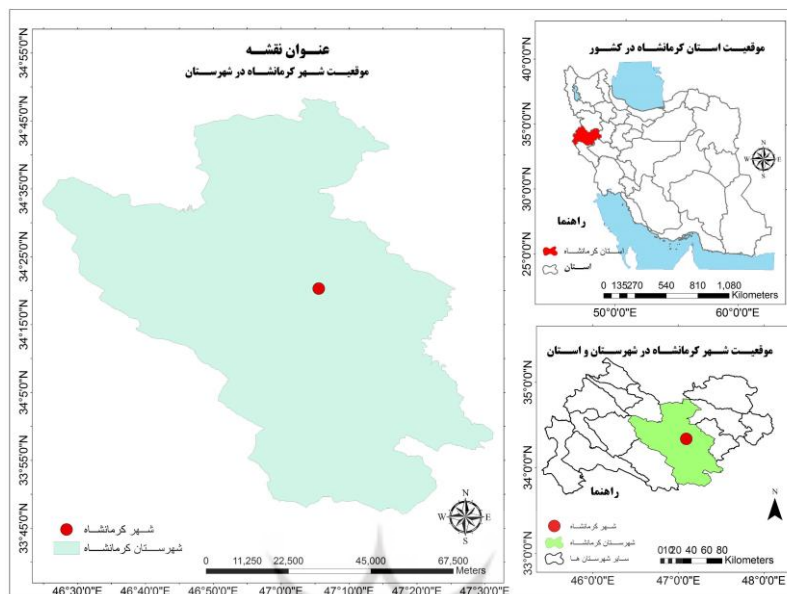 عنوان نقشه
موقعیت شهر کرمانشاه در شهرستان
34°55'0"N
34°45'0"N
34°35'0"N
34°25'0"N
34°15'0"N
34°5'0"N
33°55'0"N
33°45'0"N
N
W E
S
شهر کرمانشاه
شهرستان کرمانشاه
0 11,250 22,500 45,000 67,500
Meters
46°30'0"E 46°40'0"E 46°50'0"E 47°0'0"E 47°10'0"E 47°20'0"E 47°30'0"E
موقعیت استان کرمانشاه در کشور
40°0'0"N
35°0'0"N
30°0'0"N
25°0'0"N
N
W E
S
راهنما
استان کرمانشاه
استان
0 135270 540 810 1,080
Kilometers
50°0'0"E 60°0'0"E
موقعیت شهر کرمانشاه در شهرستان و استان
35°0'0"N
34°0'0"N
33°0'0"N
راهنما
N
شهر کرمانشاه
شهرستان کرمانشاه
سایر شهرستان ها
01020 40 60 80
Kilometers
46°0'0"E 47°0'0"E 48°0'0"E